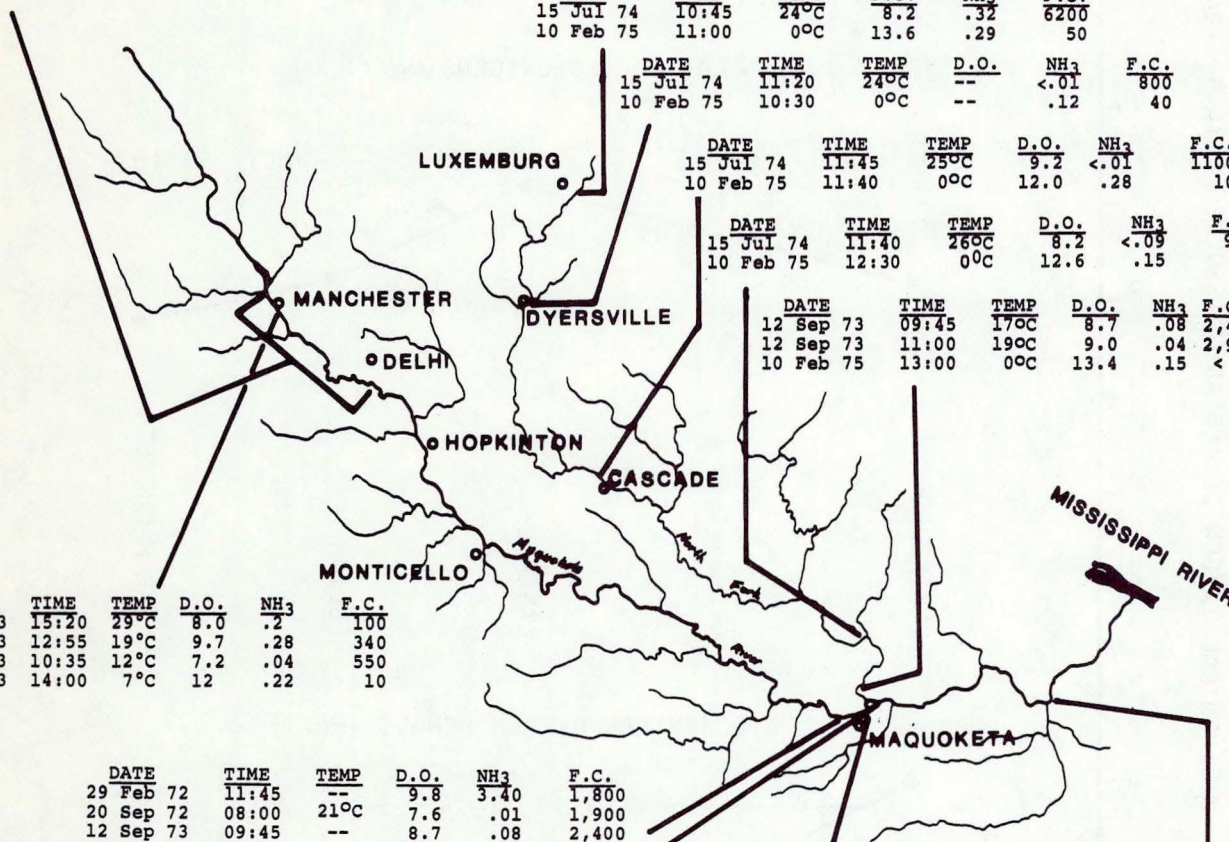 15 Jul 74 10:45 24°C 8.2 .32 6200
10 Feb 75 11:00 0°C 13.6 .29 50
DATE TIME TEMP D.O. NH3 F.C.
15 Jul 74 11:20 24°C -- <.01 800
10 Feb 75 10:30 0°C -- .12 40
DATE TIME TEMP D.O. NH3 F.C.
15 Jul 74 11:45 25°C 9.2 <.01 1100
10 Feb 75 11:40 0°C 12.0 .28 10
LUXEMBURG
DATE TIME TEMP D.O. NH3 F.
15 Jul 74 11:40 26°C 8.2 <.09
10 Feb 75 12:30 0°C 12.6 .15
MANCHESTER
DYERSVILLE
DATE TIME TEMP D.O. NH3 F.C
12 Sep 73 09:45 17°C 8.7 .08 2,4
12 Sep 73 11:00 19°C 9.0 .04 2,9
10 Feb 75 13:00 0°C 13.4 .15 <
DELHI
HOPKINTON
CASCADE
MISSISSIPPI RIVER
Maquoketa
North
Fork
MONTICELLO
River
TIME TEMP D.O. NH3 F.C.
3 15:20 29°C 8.0 .2 100
3 12:55 19°C 9.7 .28 340
3 10:35 12°C 7.2 .04 550
3 14:00 7°C 12 .22 10
MAQUOKETA
DATE TIME TEMP D.O. NH3 F.C.
29 Feb 72 11:45 -- 9.8 3.40 1,800
20 Sep 72 08:00 21°C 7.6 .01 1,900
12 Sep 73 09:45 -- 8.7 .08 2,400